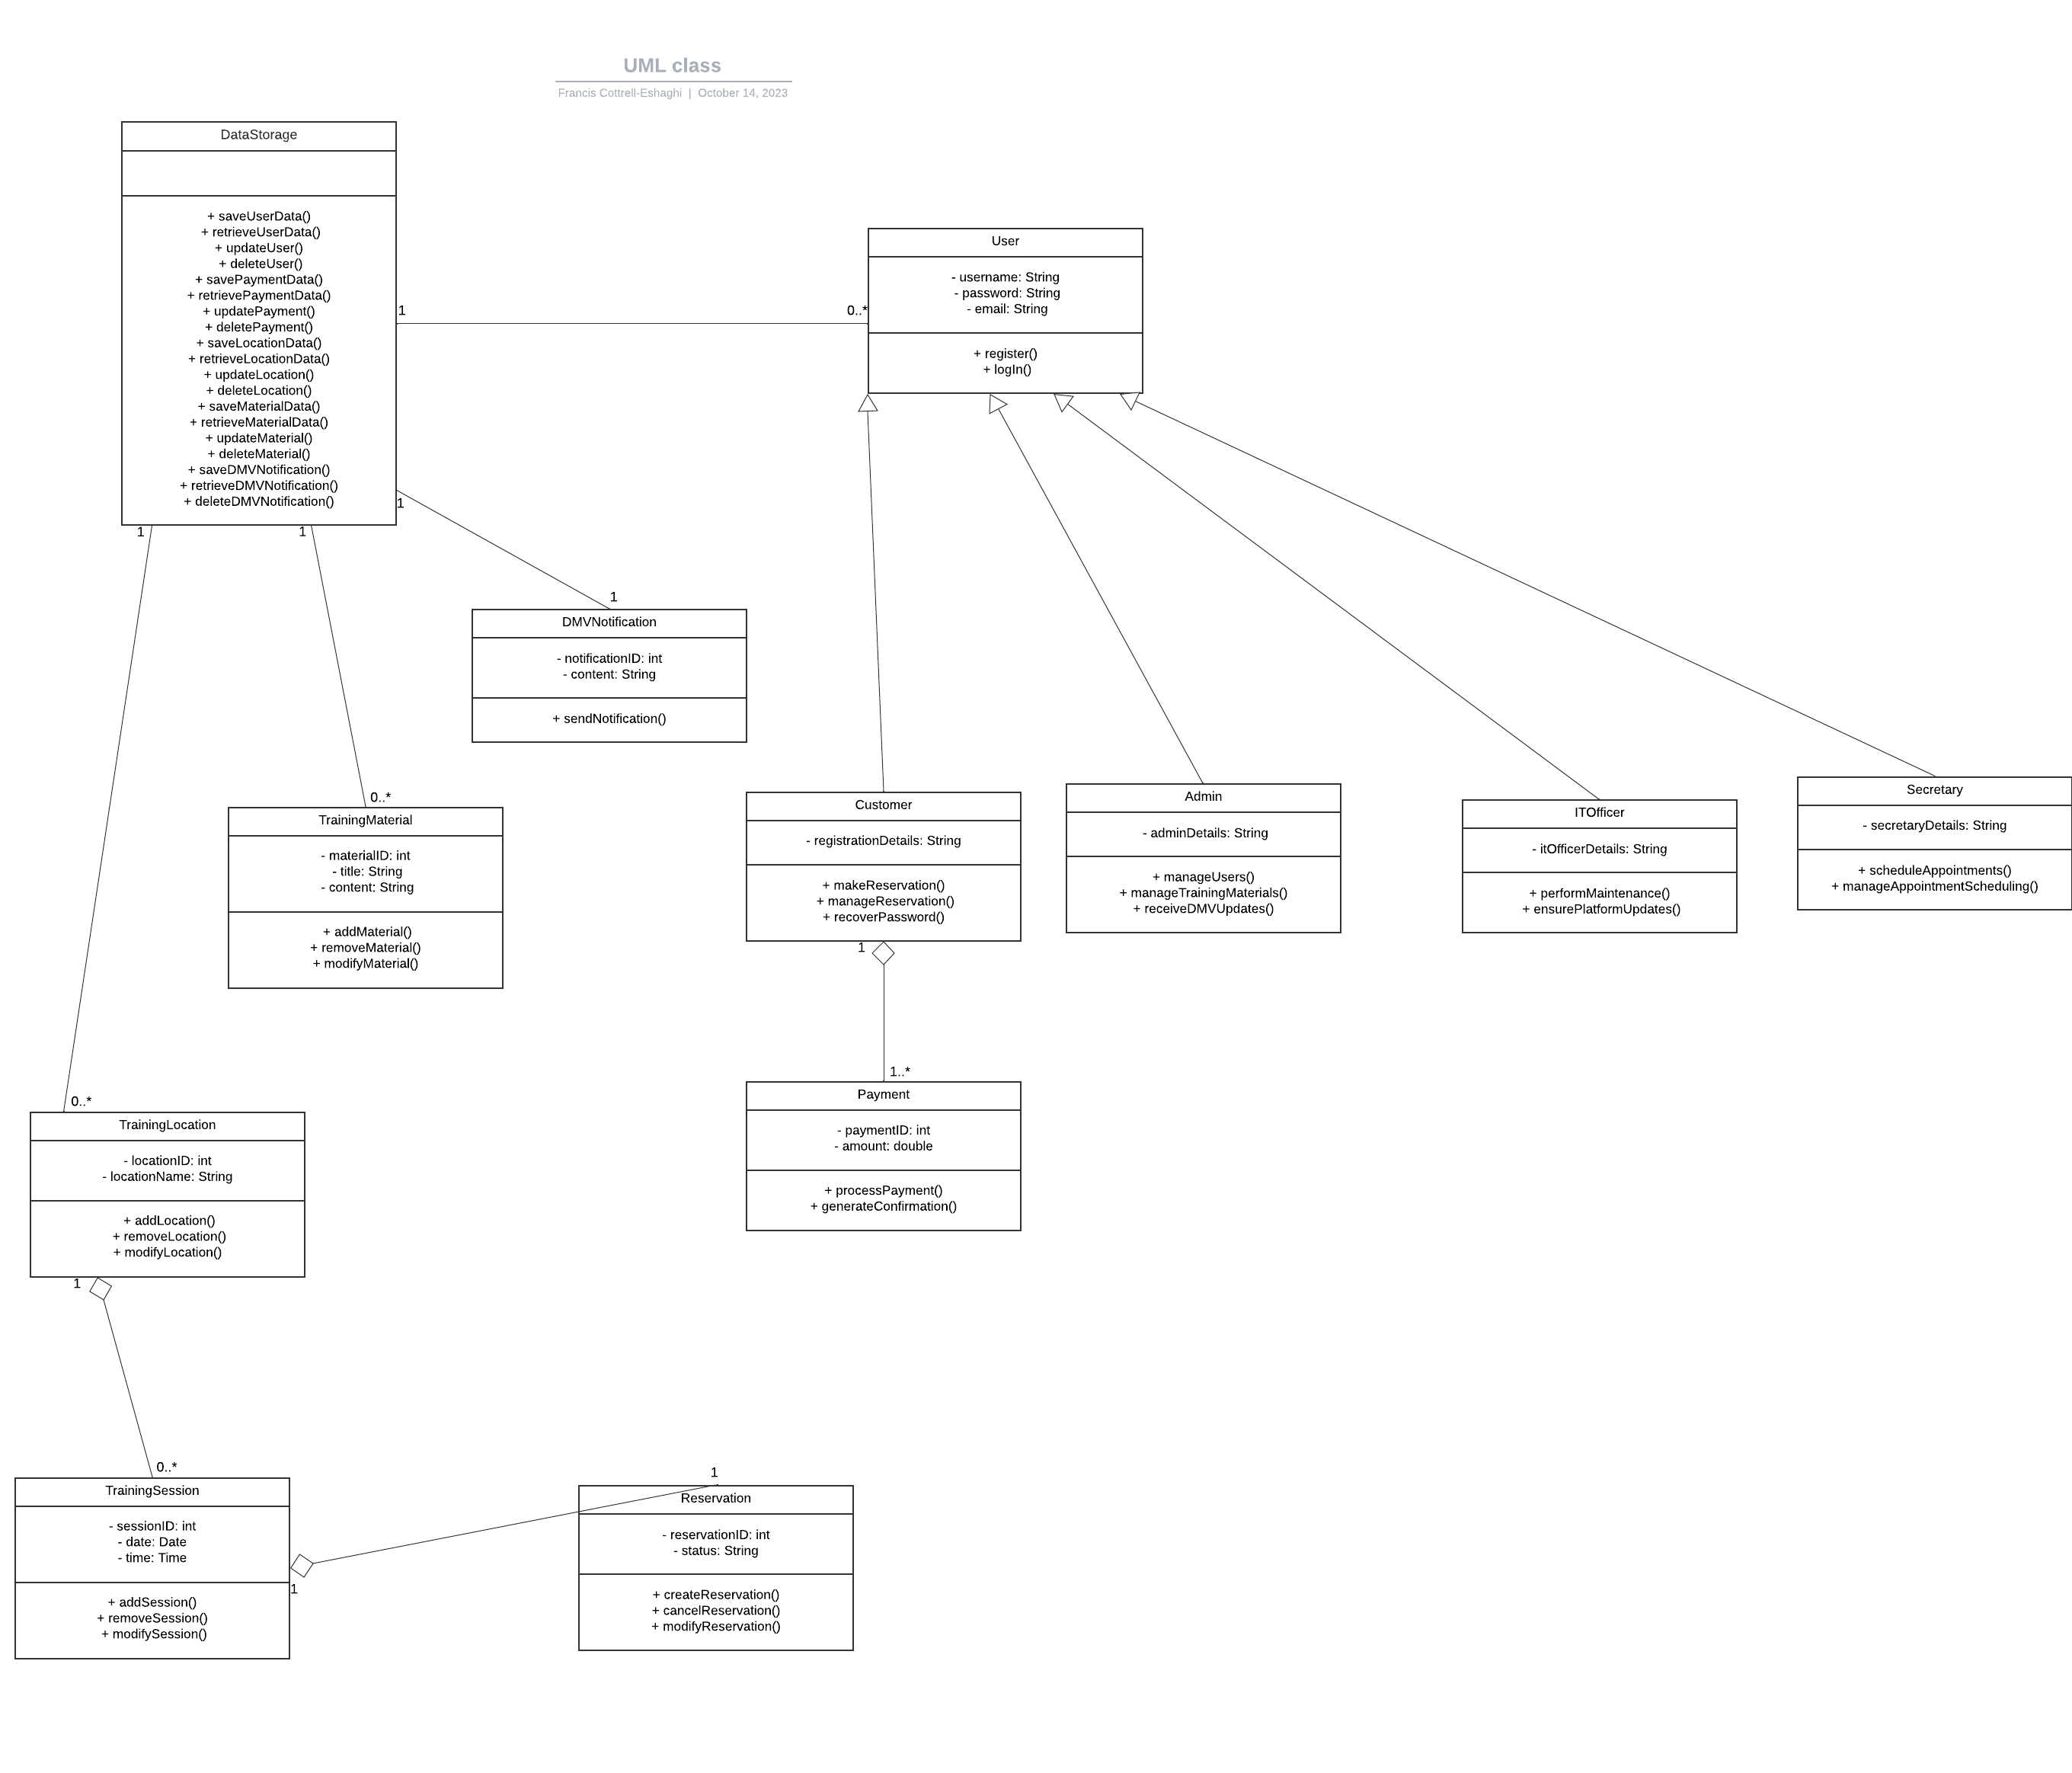 UML class
Francis Cottrell-Eshaghi | October 14, 2023
DataStorage
+ saveUserData()
+ retrieveUserData()
+ updateUser()
+ deleteUser()
+ savePaymentData()
+ retrievePaymentData()
+ updatePayment()
+ deletePayment()
+ saveLocationData()
+ retrieveLocationData()
+ updateLocation()
+ deleteLocation()
+ saveMaterialData()
+ retrieveMaterialData()
+ updateMaterial()
+ deleteMaterial()
+ saveDMVNotification()
+ retrieveDMVNotification()
+ deleteDMVNotification()
1
0..*
User
- username: String
- password: String
- email: String
+ register()
+ logIn()
1
1
1
1
DMVNotification
- notificationID: int
- content: String
+ sendNotification()
0..*
TrainingMaterial
- materialID: int
- title: String
- content: String
+ addMaterial()
+ removeMaterial()
+ modifyMaterial()
Customer
- registrationDetails: String
+ makeReservation()
+ manageReservation()
+ recoverPassword()
Admin
- adminDetails: String
+ manageUsers()
+ manageTrainingMaterials()
+ receiveDMVUpdates()
ITOfficer
- itOfficerDetails: String
+ performMaintenance()
+ ensurePlatformUpdates()
Secretary
- secretaryDetails: String
+ scheduleAppointments()
+ manageAppointmentScheduling()
1
1..*
Payment
- paymentID: int
- amount: double
+ processPayment()
+ generateConfirmation()
0..*
TrainingLocation
- locationID: int
- locationName: String
+ addLocation()
+ removeLocation()
+ modifyLocation()
1
0..*
TrainingSession
- sessionID: int
- date: Date
- time: Time
+ addSession()
+ removeSession()
+ modifySession()
1
1
Reservation
- reservationID: int
- status: String
+ createReservation()
+ cancelReservation()
+ modifyReservation()